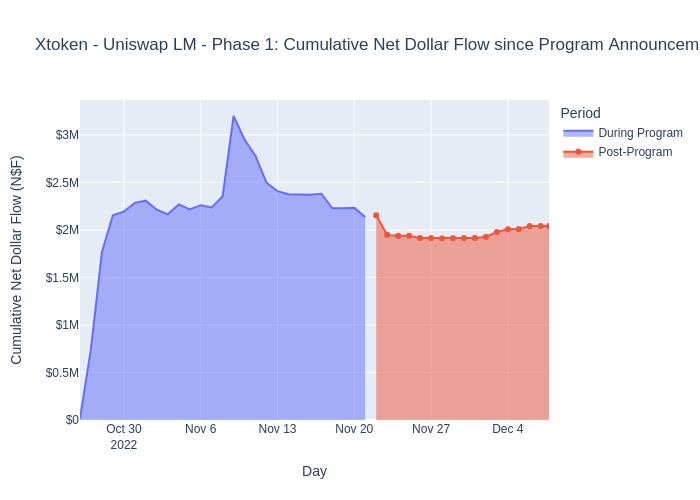 Xtoken - Uniswap LM - Phase 1: Cumulative Net Dollar Flow since Program Announcem
Period
During Program
Post-Program
Cumulative Net Dollar Flow (N$F)
$3M
$2.5M
$2M
$1.5M
$1M
$0.5M
$0
Oct 30
2022
Nov 6
Nov 13
Nov 20
Nov 27
Dec 4
Day